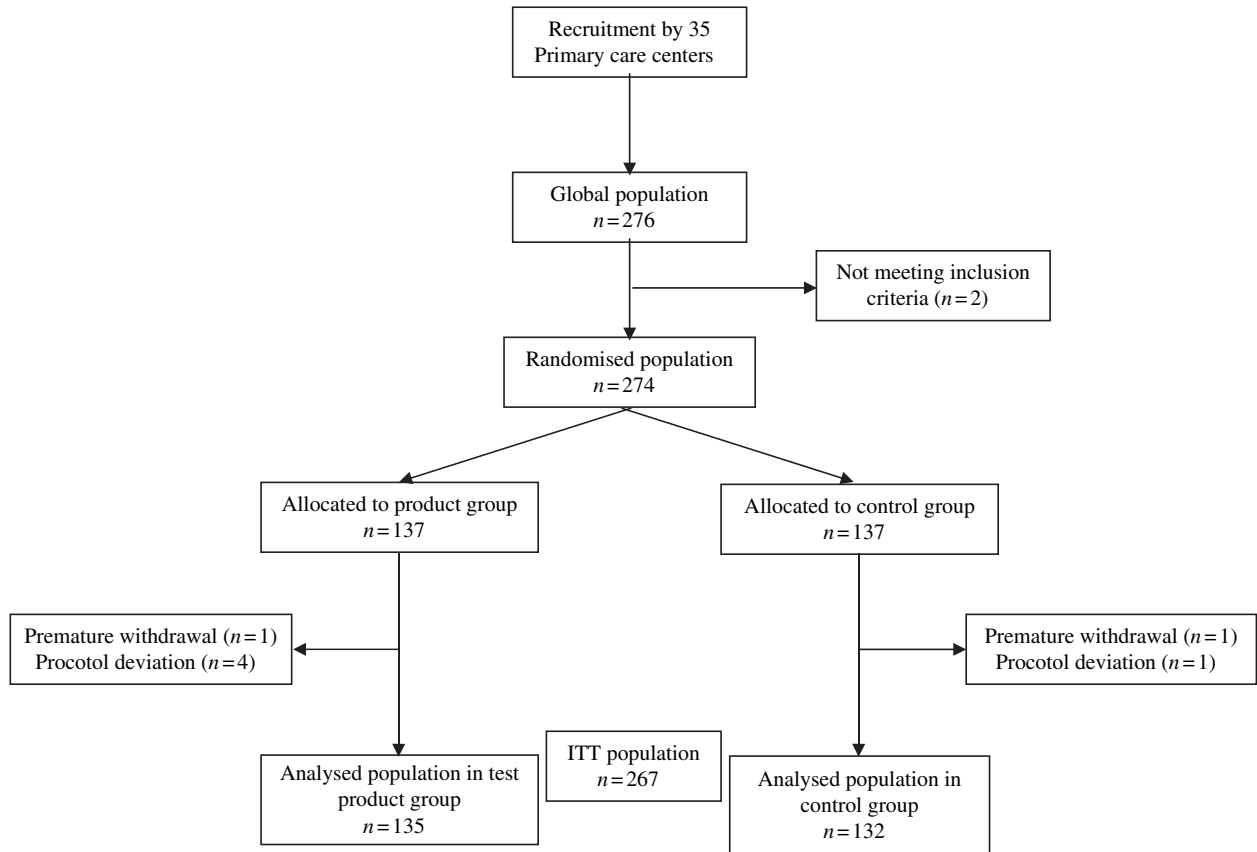 Recruitment by 35
Primary care centers
Global population
n=276
Not meeting inclusion
criteria (n=2)
Randomised population
n=274
Allocated to product group
n=137
Allocated to control group
n=137
Premature withdrawal (n=1)
Procotol deviation (n=4)
Premature withdrawal (n=1)
Procotol deviation (n=1)
Analysed population in test
product group
n=135
ITT population
n=267
Analysed population in
control group
n=132